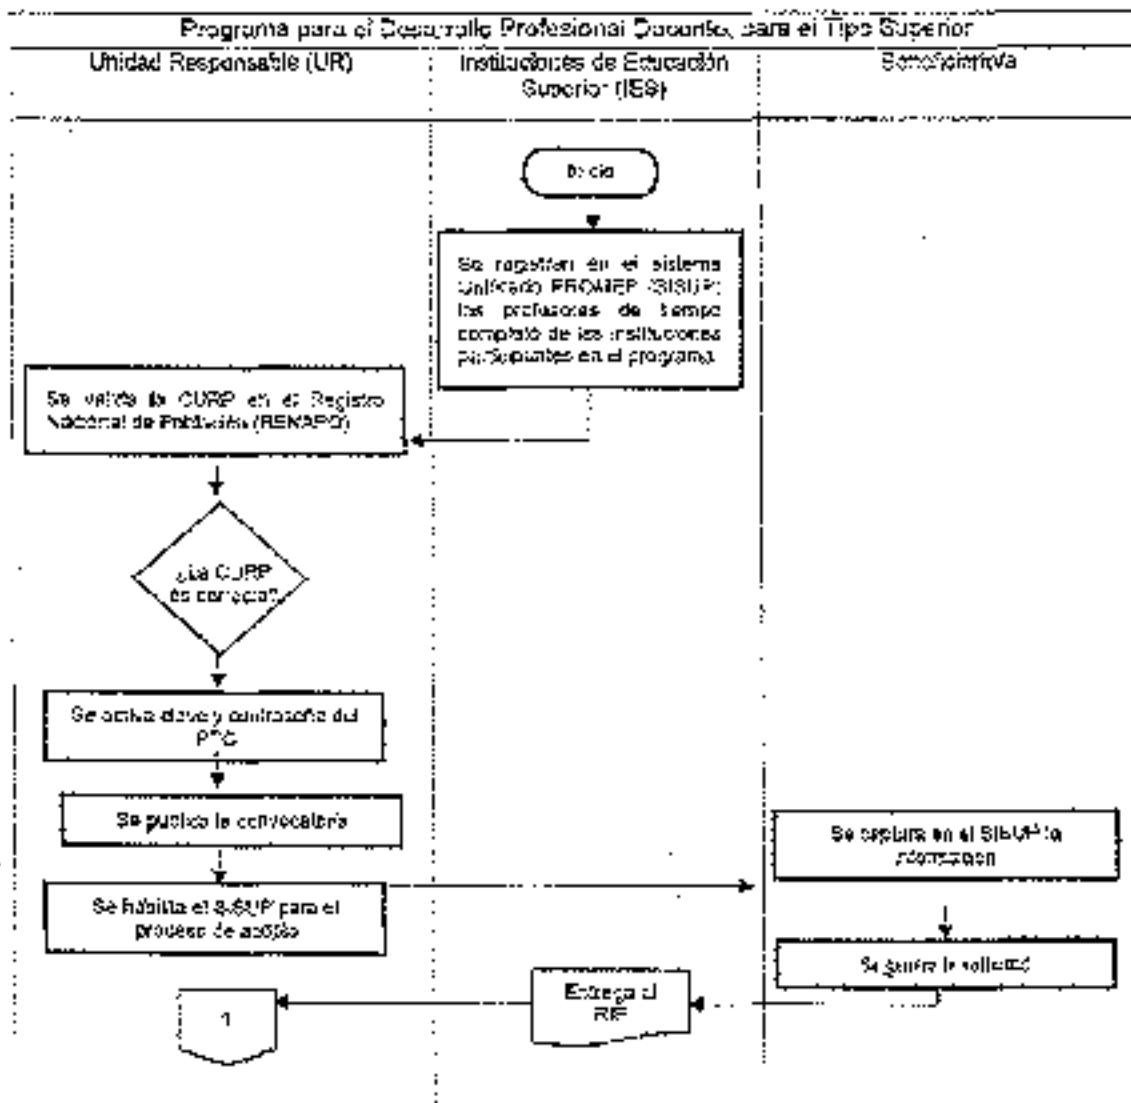 Programa para el Desarrollo Profesional Docente, para el Tipo Superior
Unidad Responsable (UR)
Instituciones de Educación
Superior (IES)
Beneficiario/a
Inicio
Se registran en el sistema
Unificado PROMEP (SISUP)
los profesores de tiempo
completo de las instituciones
participantes en el programa
Se valida la CURP en el Registro
Nacional de Población (RENAPO)
¿La CURP
es correcta?
Se activa clave y contraseña del
PTC
Se publica la convocatoria
Se captura en el SISUP la
información
Se habilita el SISUP para el
proceso de acopio
Se genera la solicitud
Entrega al
RIP
1